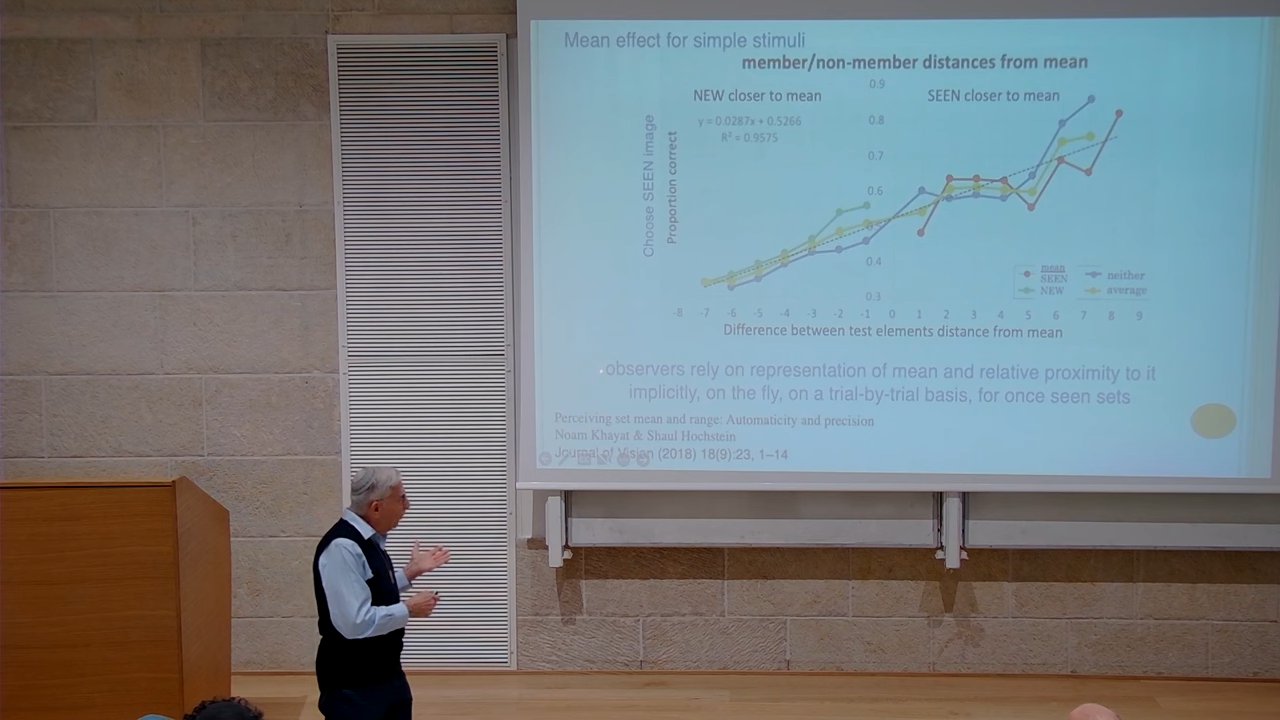 Mean effect for simple stimuli
member/non-member distances from mean
NEW closer to mean
SEEN closer to mean
y = 0.0287x + 0.5266
R² = 0.9575
Choose SEEN image
Proportion correct
0.9
0.8
0.7
0.6
0.4
0.3
-8 -7 -6 -5 -4 -3 -2 -1 0 1 2 3 4 5 6 7 8 9
Difference between test elements distance from mean
mean
SEEN
NEW
neither
average
observers rely on representation of mean and relative proximity to it
implicitly, on the fly, on a trial-by-trial basis, for once seen sets
Perceiving set mean and range: Automaticity and precision
Noam Khayat & Shaul Hochstein
Journal of Vision (2018) 18(9):23, 1–14